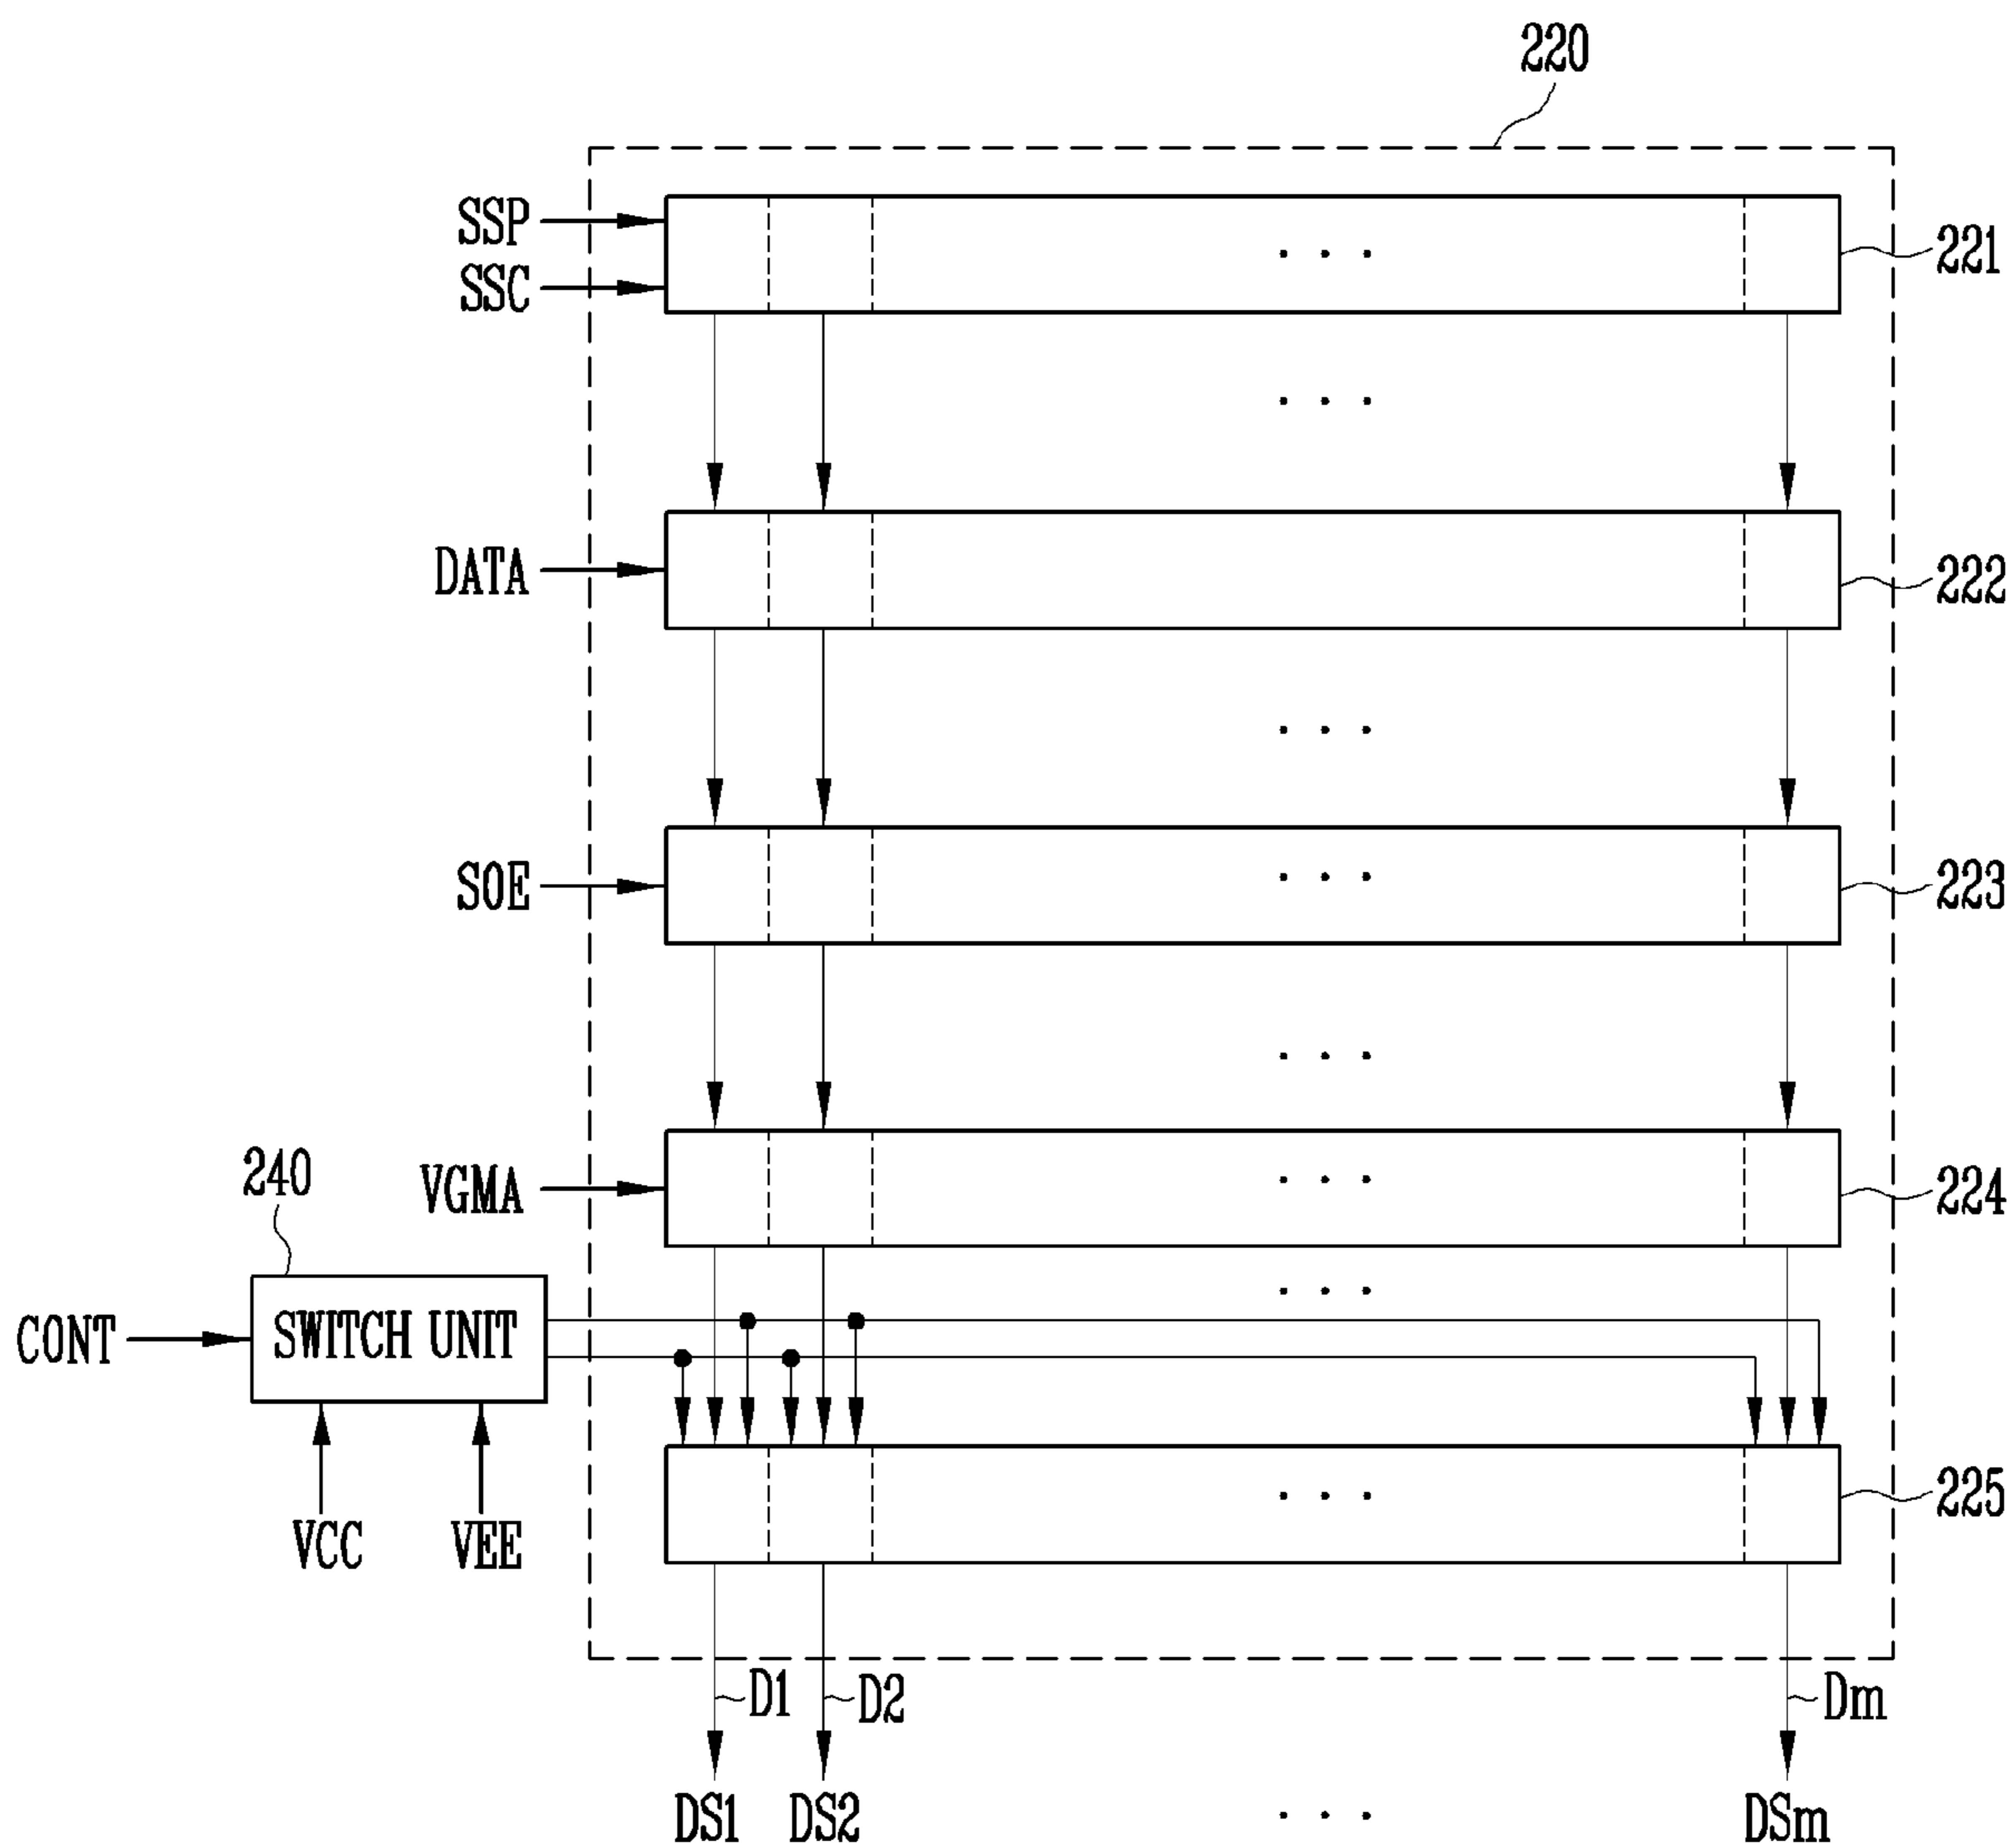 220
SSP
SSC
221
DATA
222
SOE
223
VGMA
224
240
CONT
SWITCH UNIT
VCC
VEE
225
D1
D2
Dm
DS1
DS2
DSm